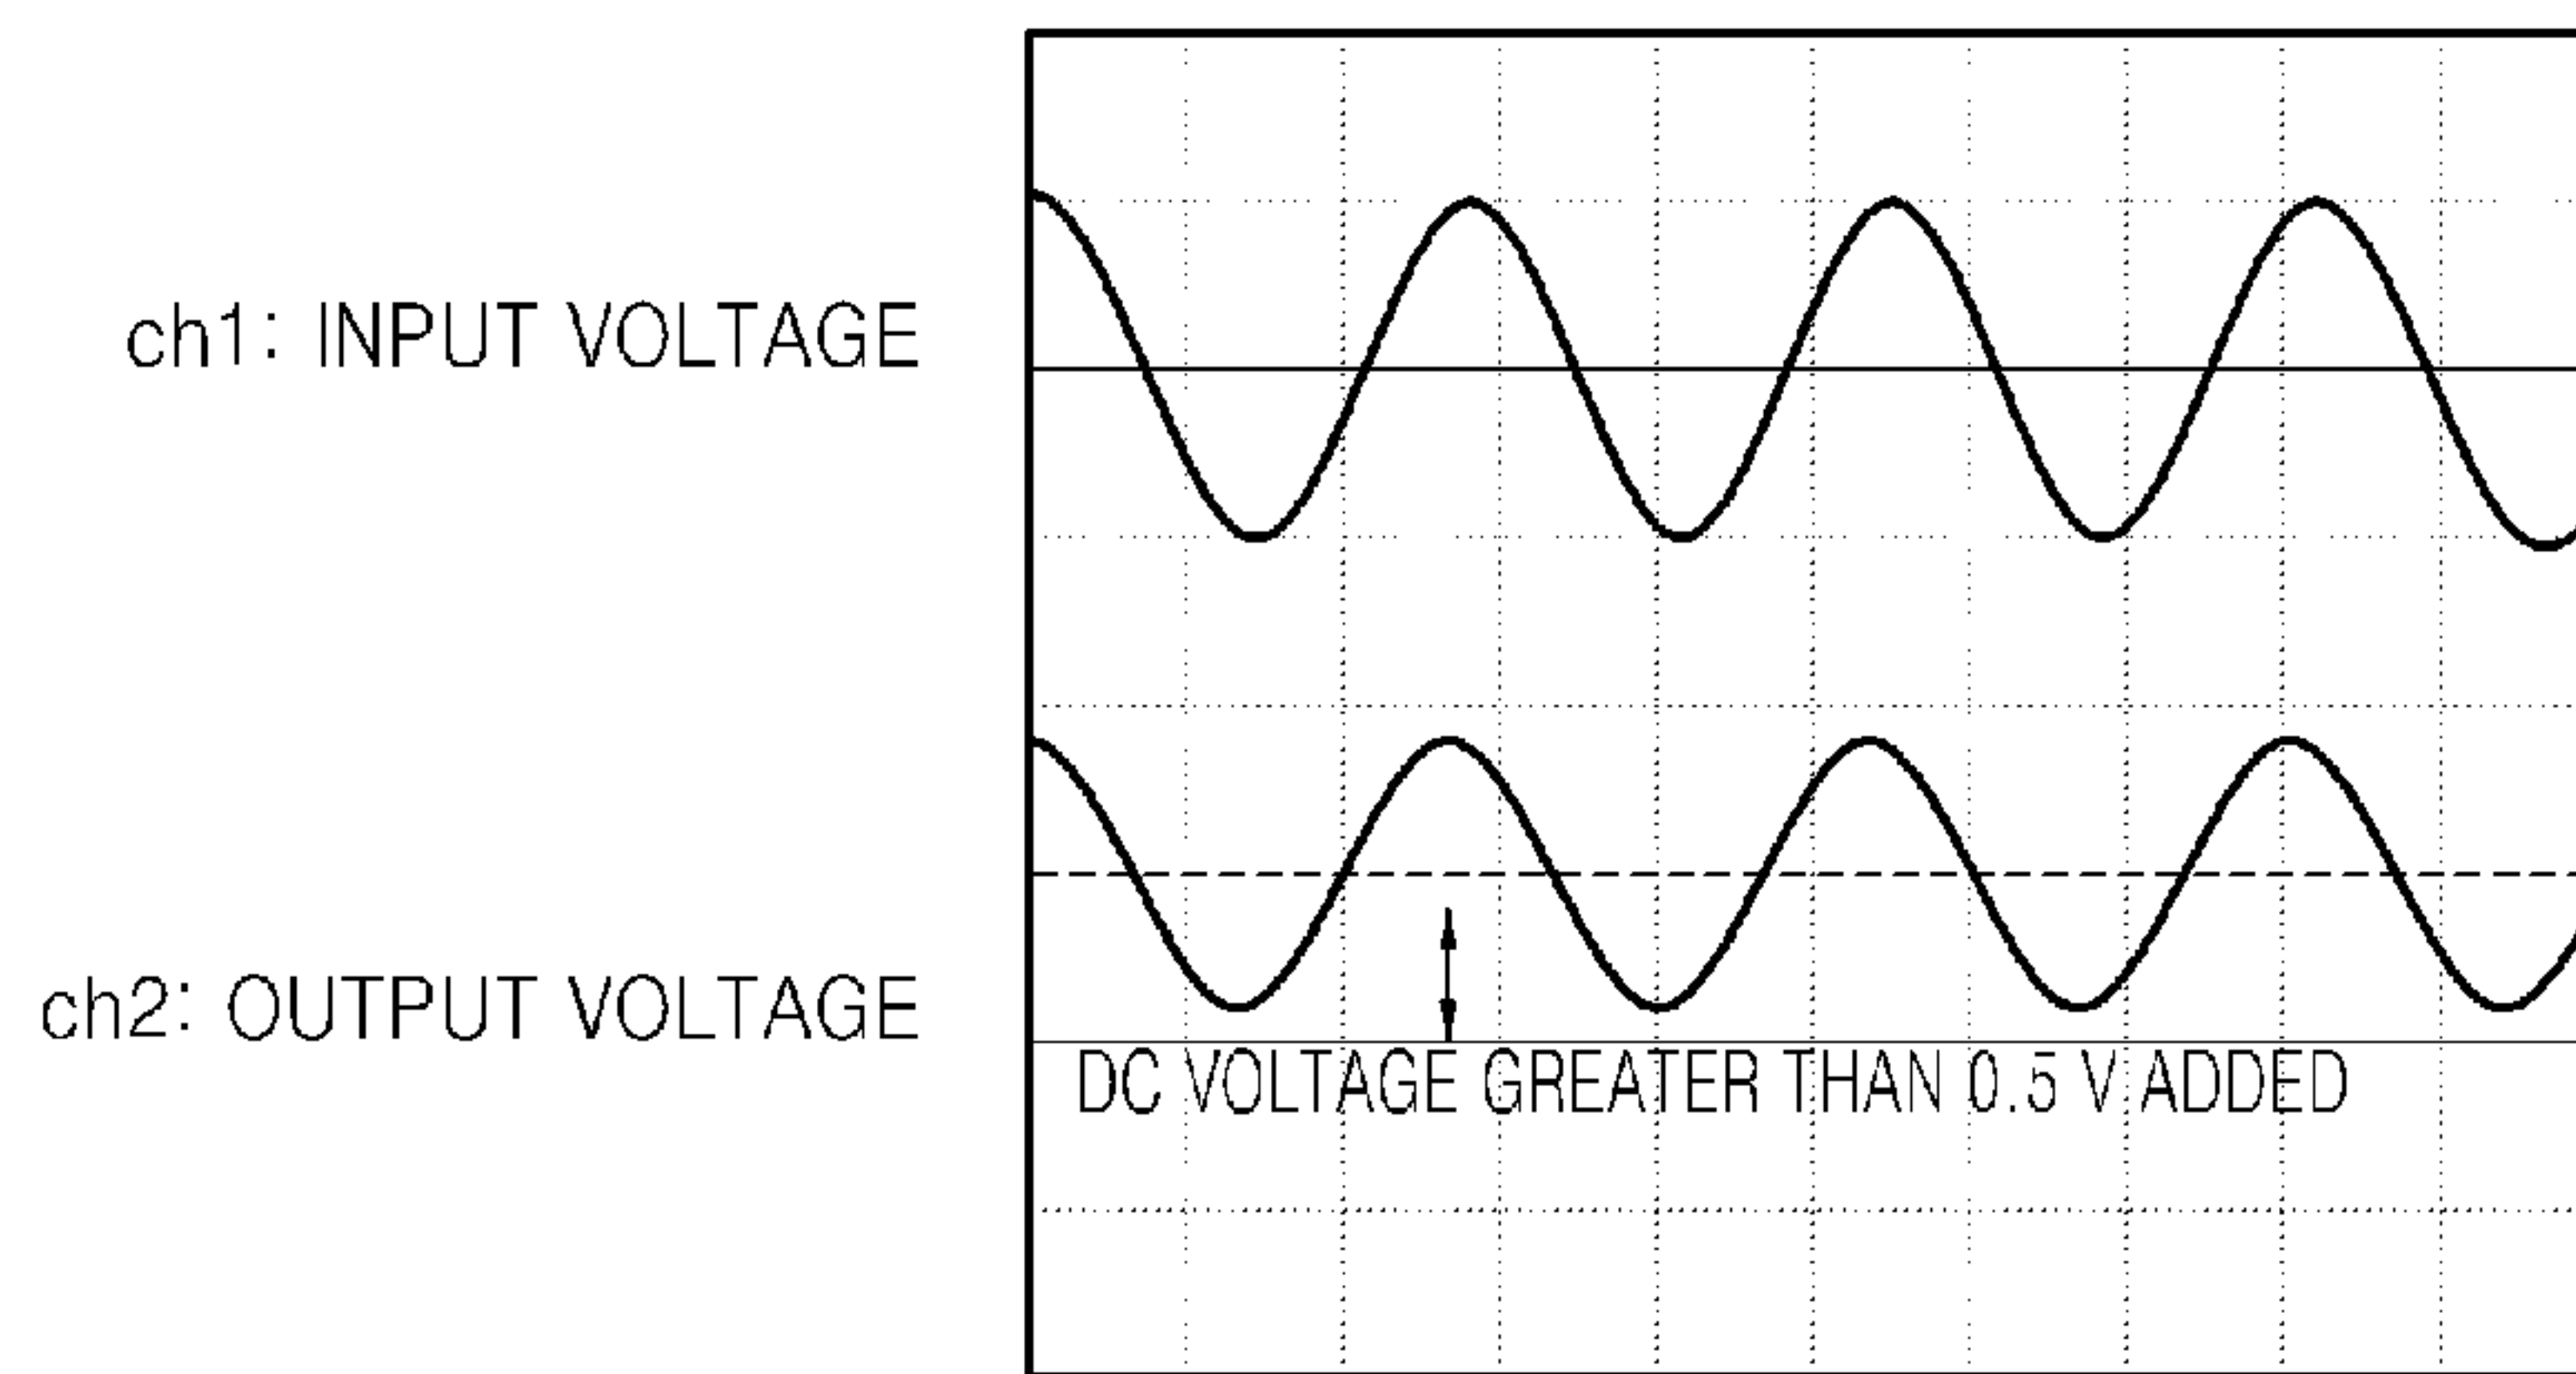 ch1: INPUT VOLTAGE
ch2: OUTPUT VOLTAGE
DC VOLTAGE GREATER THAN 0.5 V ADDED